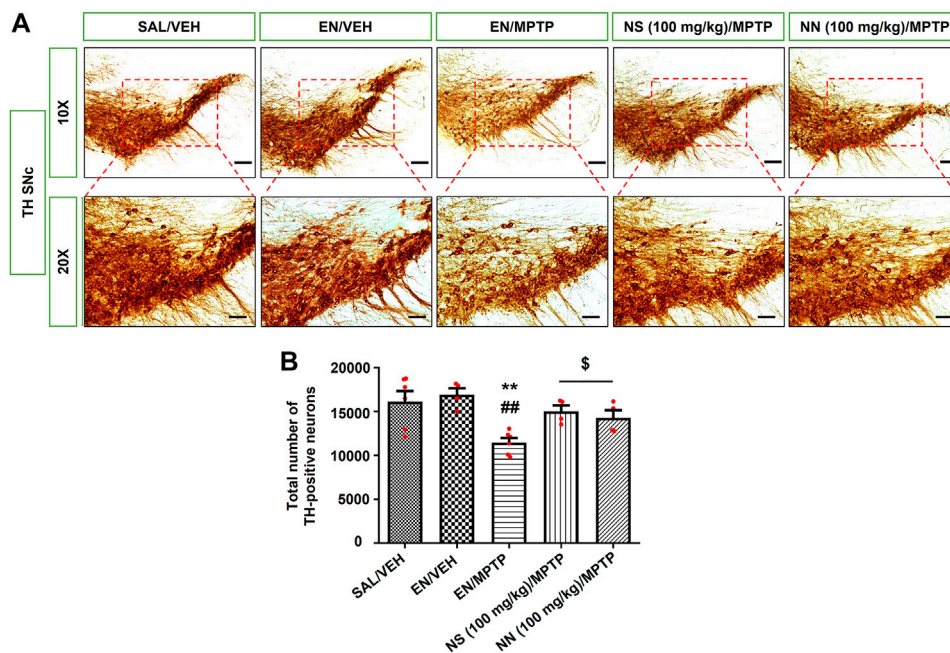 A
SAL/VEH
EN/VEH
EN/MPTP
NS (100 mg/kg)/MPTP
NN (100 mg/kg)/MPTP
TH SNc
10X
20X
B
Total number of
TH-positive neurons
20000
15000
10000
5000
0
**
##
$
SAL/VEH
EN/VEH
EN/MPTP
NS (100 mg/kg)/MPTP
NN (100 mg/kg)/MPTP